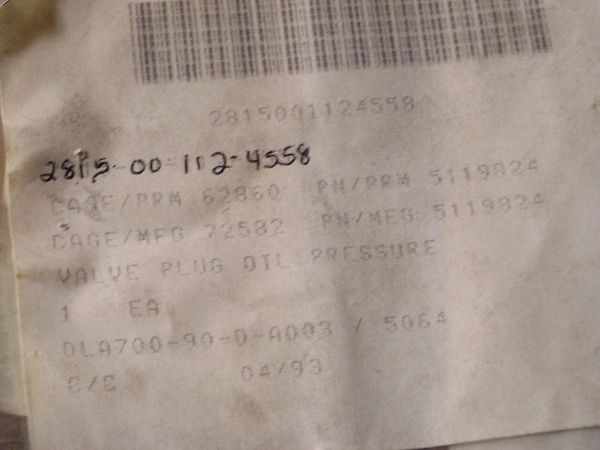 2815001124558
2815-00-112-4558
CAGE/PRM 62860 PN/PRM 5119824
CAGE/MFG 72582 PN/MFG 5119824
VALVE PLUG OIL PRESSURE
1 EA
DLA700-90-D-A003 / 5064
C/C 04/93